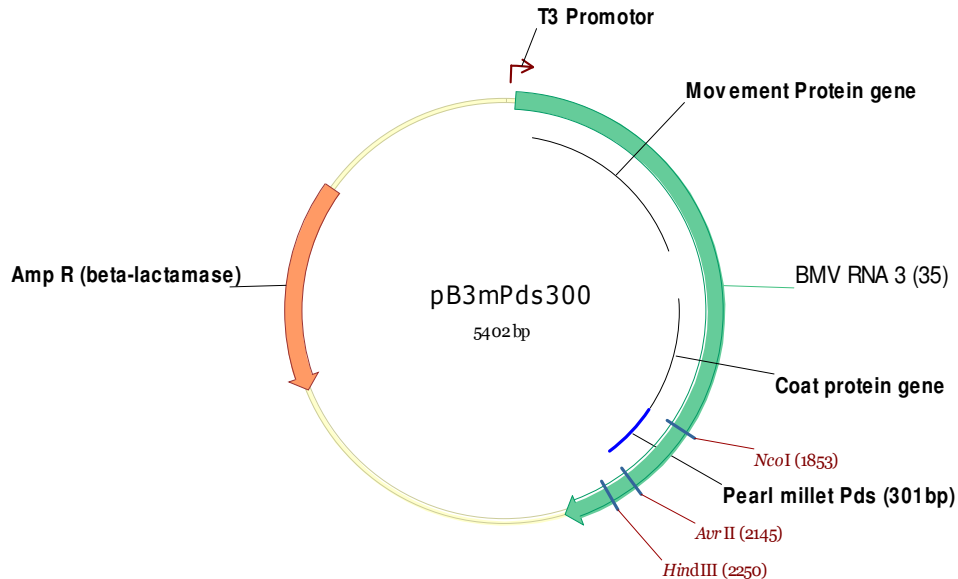 T3 Promotor
Movement Protein gene
Amp R (beta-lactamase)
BMV RNA 3 (35)
pB3mPds300
5402 bp
Coat protein gene
NcoI (1853)
Pearl millet Pds (301bp)
AvrII (2145)
HindIII (2250)